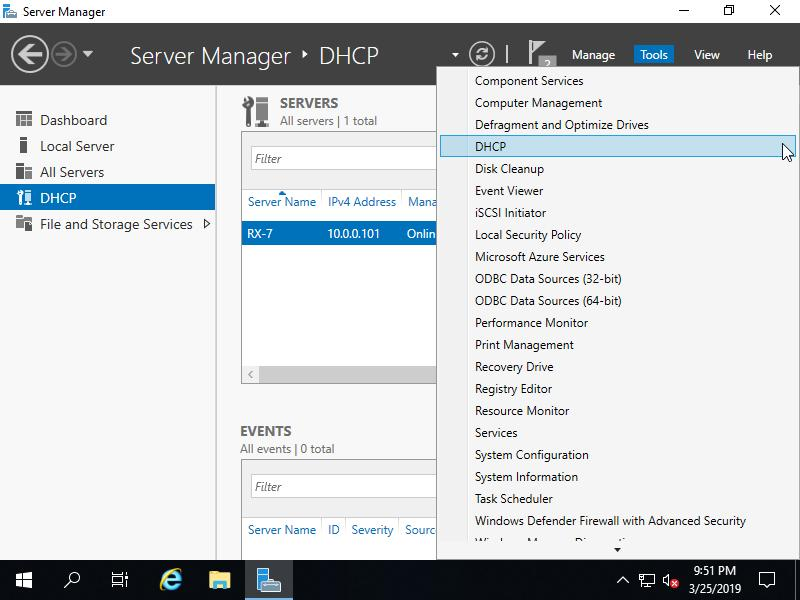 Server Manager
Server Manager • DHCP
2
Manage Tools View Help
Dashboard
Local Server
All Servers
DHCP
File and Storage Services
SERVERS
All servers | 1 total
Filter
Server Name IPv4 Address Mana
RX-7 10.0.0.101 Onlin
EVENTS
All events | 0 total
Filter
Server Name ID Severity Sourc
Component Services
Computer Management
Defragment and Optimize Drives
DHCP
Disk Cleanup
Event Viewer
iSCSI Initiator
Local Security Policy
Microsoft Azure Services
ODBC Data Sources (32-bit)
ODBC Data Sources (64-bit)
Performance Monitor
Print Management
Recovery Drive
Registry Editor
Resource Monitor
Services
System Configuration
System Information
Task Scheduler
Windows Defender Firewall with Advanced Security
9:51 PM
3/25/2019